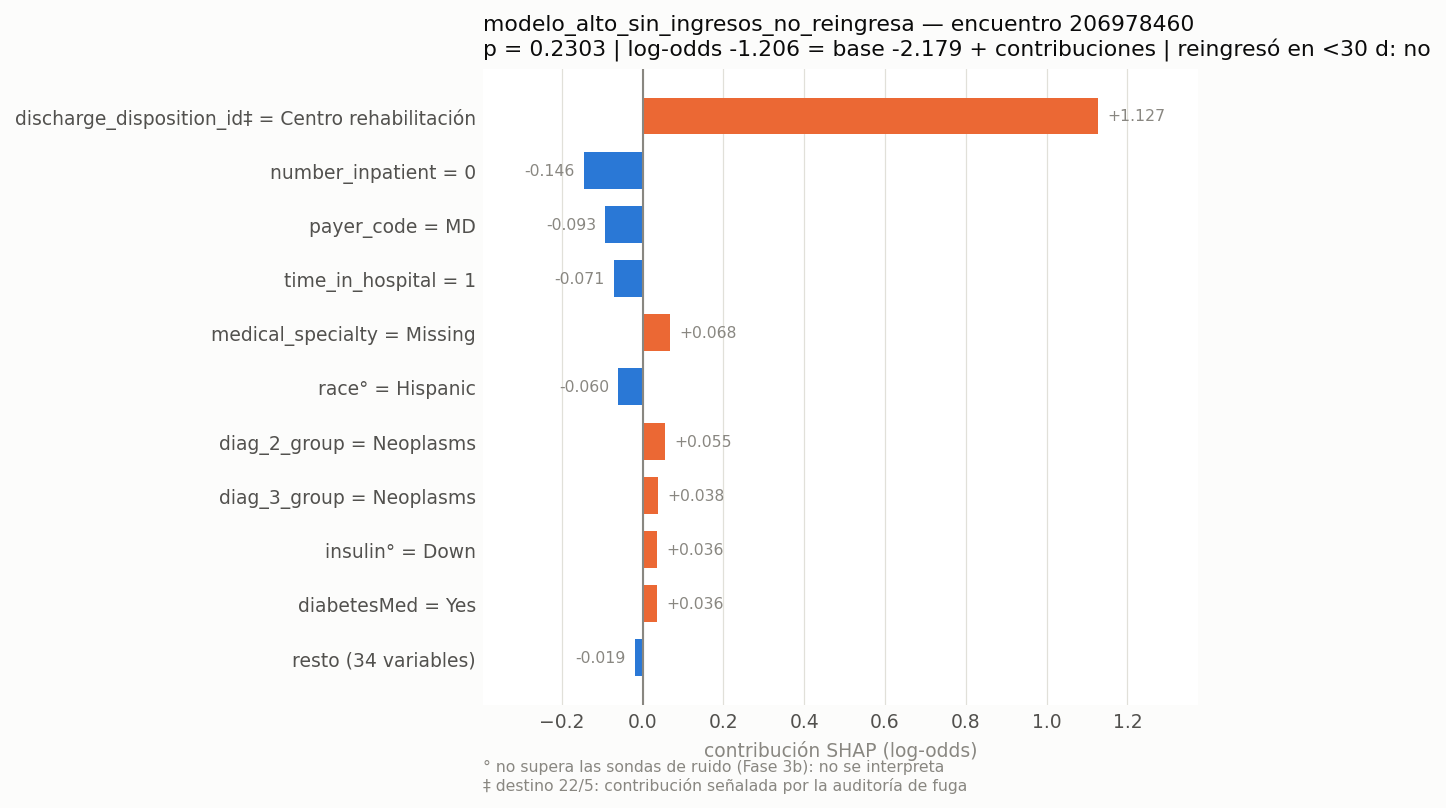 modelo_alto_sin_ingresos_no_reingresa — encuentro 206978460
p = 0.2303 | log-odds -1.206 = base -2.179 + contribuciones | reingresó en <30 d: no
discharge_disposition_id‡ = Centro rehabilitación
+1.127
number_inpatient = 0
-0.146
payer_code = MD
-0.093
time_in_hospital = 1
-0.071
medical_specialty = Missing
+0.068
race° = Hispanic
-0.060
diag_2_group = Neoplasms
+0.055
diag_3_group = Neoplasms
+0.038
insulin° = Down
+0.036
diabetesMed = Yes
+0.036
resto (34 variables)
-0.019
−0.2 0.0 0.2 0.4 0.6 0.8 1.0 1.2
contribución SHAP (log-odds)
° no supera las sondas de ruido (Fase 3b): no se interpreta
‡ destino 22/5: contribución señalada por la auditoría de fuga